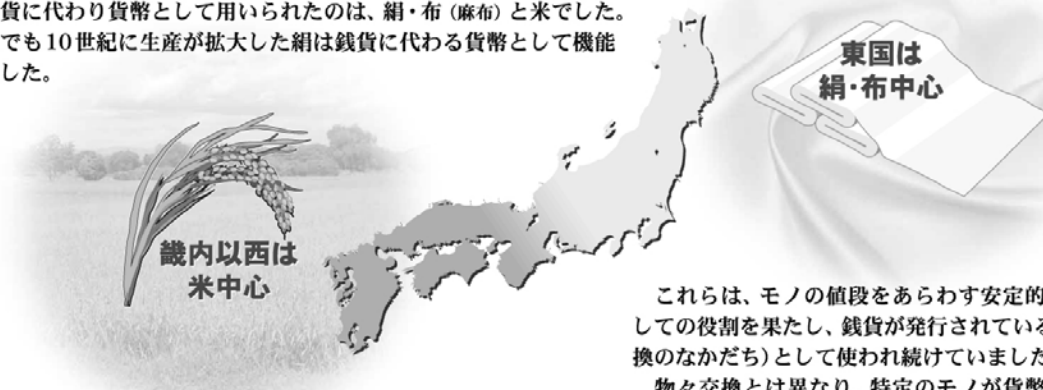 貨に代わり貨幣として用いられたのは、絹・布（麻布）と米でした。
でも10世紀に生産が拡大した絹は銭貨に代わる貨幣として機能
した。
東国は
絹・布中心
畿内以西は
米中心
これらは、モノの値段をあらわす安定的
しての役割を果たし、銭貨が発行されている
換のなかだち）として使われ続けていました
物々交換とは異なり、特定のモノが貨幣